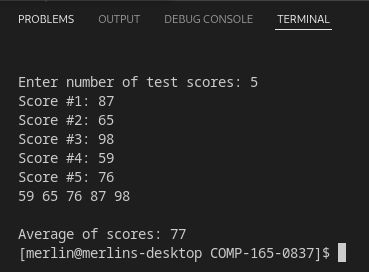 PROBLEMS OUTPUT DEBUG CONSOLE TERMINAL
Enter number of test scores: 5
Score #1: 87
Score #2: 65
Score #3: 98
Score #4: 59
Score #5: 76
59 65 76 87 98
Average of scores: 77
[merlin@merlins-desktop COMP-165-0837]$